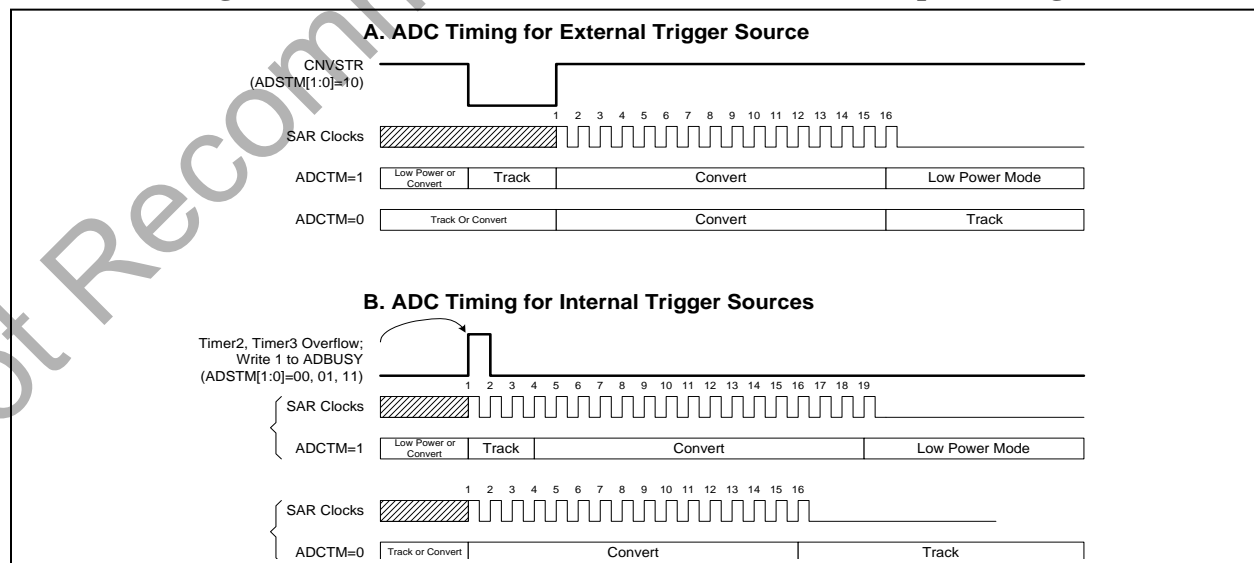 A. ADC Timing for External Trigger Source
CNVSTR
(ADSTM[1:0]=10)
1 2 3 4 5 6 7 8 9 10 11 12 13 14 15 16
SAR Clocks
ADCTM=1
Low Power or
Convert
Track
Convert
Low Power Mode
ADCTM=0
Track Or Convert
Convert
Track
B. ADC Timing for Internal Trigger Sources
Timer2, Timer3 Overflow;
Write 1 to ADBUSY
(ADSTM[1:0]=00, 01, 11)
1 2 3 4 5 6 7 8 9 10 11 12 13 14 15 16 17 18 19
SAR Clocks
ADCTM=1
Low Power or
Convert
Track
Convert
Low Power Mode
1 2 3 4 5 6 7 8 9 10 11 12 13 14 15 16
SAR Clocks
ADCTM=0
Track or Convert
Convert
Track